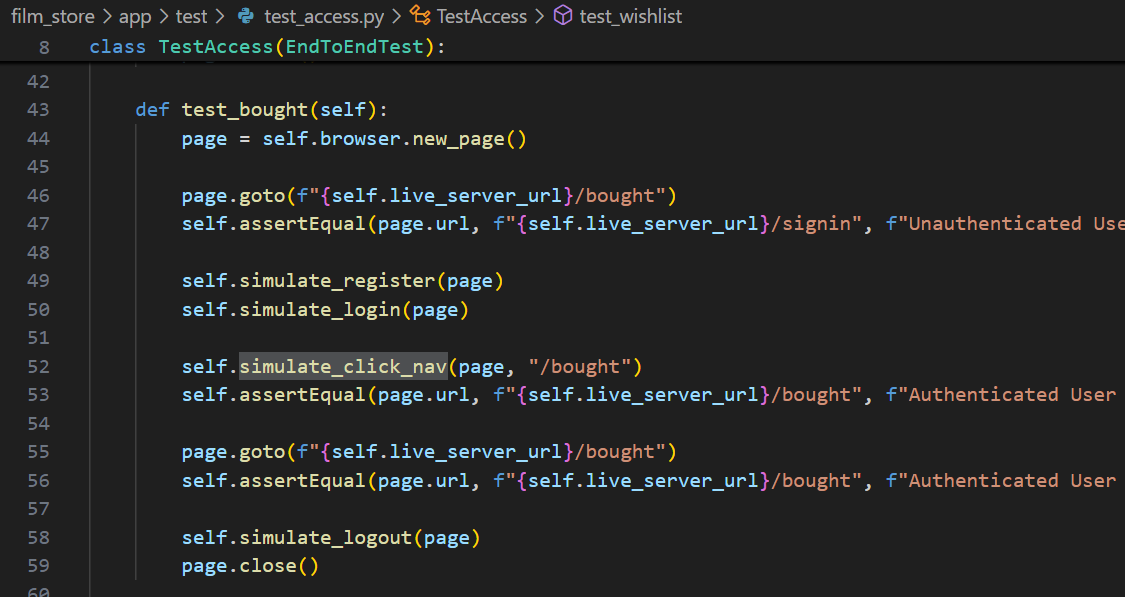 film_store > app > test > test_access.py > TestAccess > test_wishlist
8 class TestAccess(EndToEndTest):
42
43 def test_bought(self):
44 page = self.browser.new_page()
45
46 page.goto(f"{self.live_server_url}/bought")
47 self.assertEqual(page.url, f"{self.live_server_url}/signin", f"Unauthenticated Use
48
49 self.simulate_register(page)
50 self.simulate_login(page)
51
52 self.simulate_click_nav(page, "/bought")
53 self.assertEqual(page.url, f"{self.live_server_url}/bought", f"Authenticated User
54
55 page.goto(f"{self.live_server_url}/bought")
56 self.assertEqual(page.url, f"{self.live_server_url}/bought", f"Authenticated User
57
58 self.simulate_logout(page)
59 page.close()
60